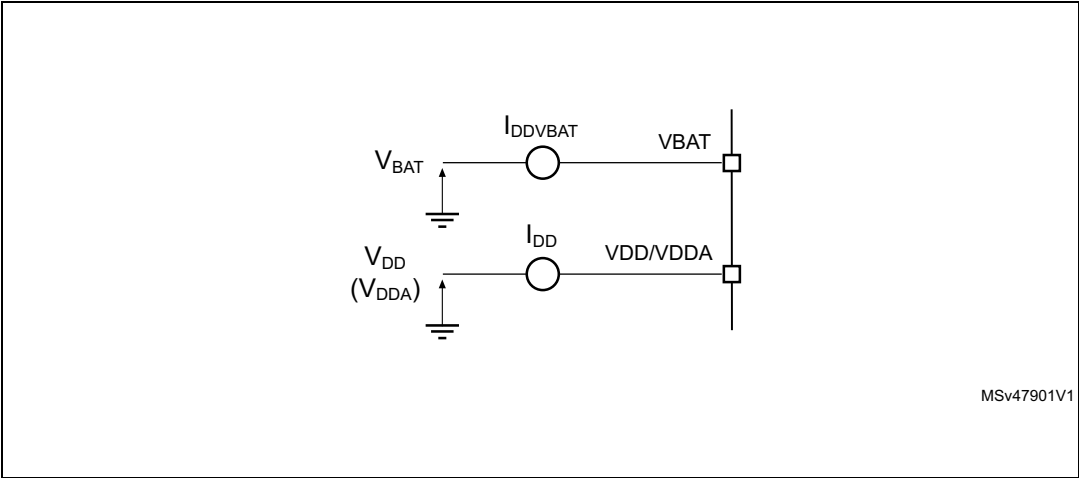 IDDVBAT
VBAT
VBAT
IDD
VDD/VDDA
VDD
(VDDA)
MSv47901V1